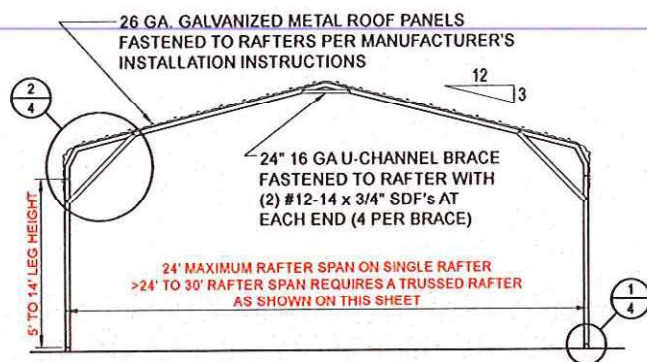 26 GA. GALVANIZED METAL ROOF PANELS
FASTENED TO RAFTERS PER MANUFACTURER'S
INSTALLATION INSTRUCTIONS
12
3
2
4
24" 16 GA U-CHANNEL BRACE
FASTENED TO RAFTER WITH
(2) #12-14 x 3/4" SDF's AT
EACH END (4 PER BRACE)
5' TO 14' LEG HEIGHT
24' MAXIMUM RAFTER SPAN ON SINGLE RAFTER
>24' TO 30' RAFTER SPAN REQUIRES A TRUSSED RAFTER
AS SHOWN ON THIS SHEET
1
4